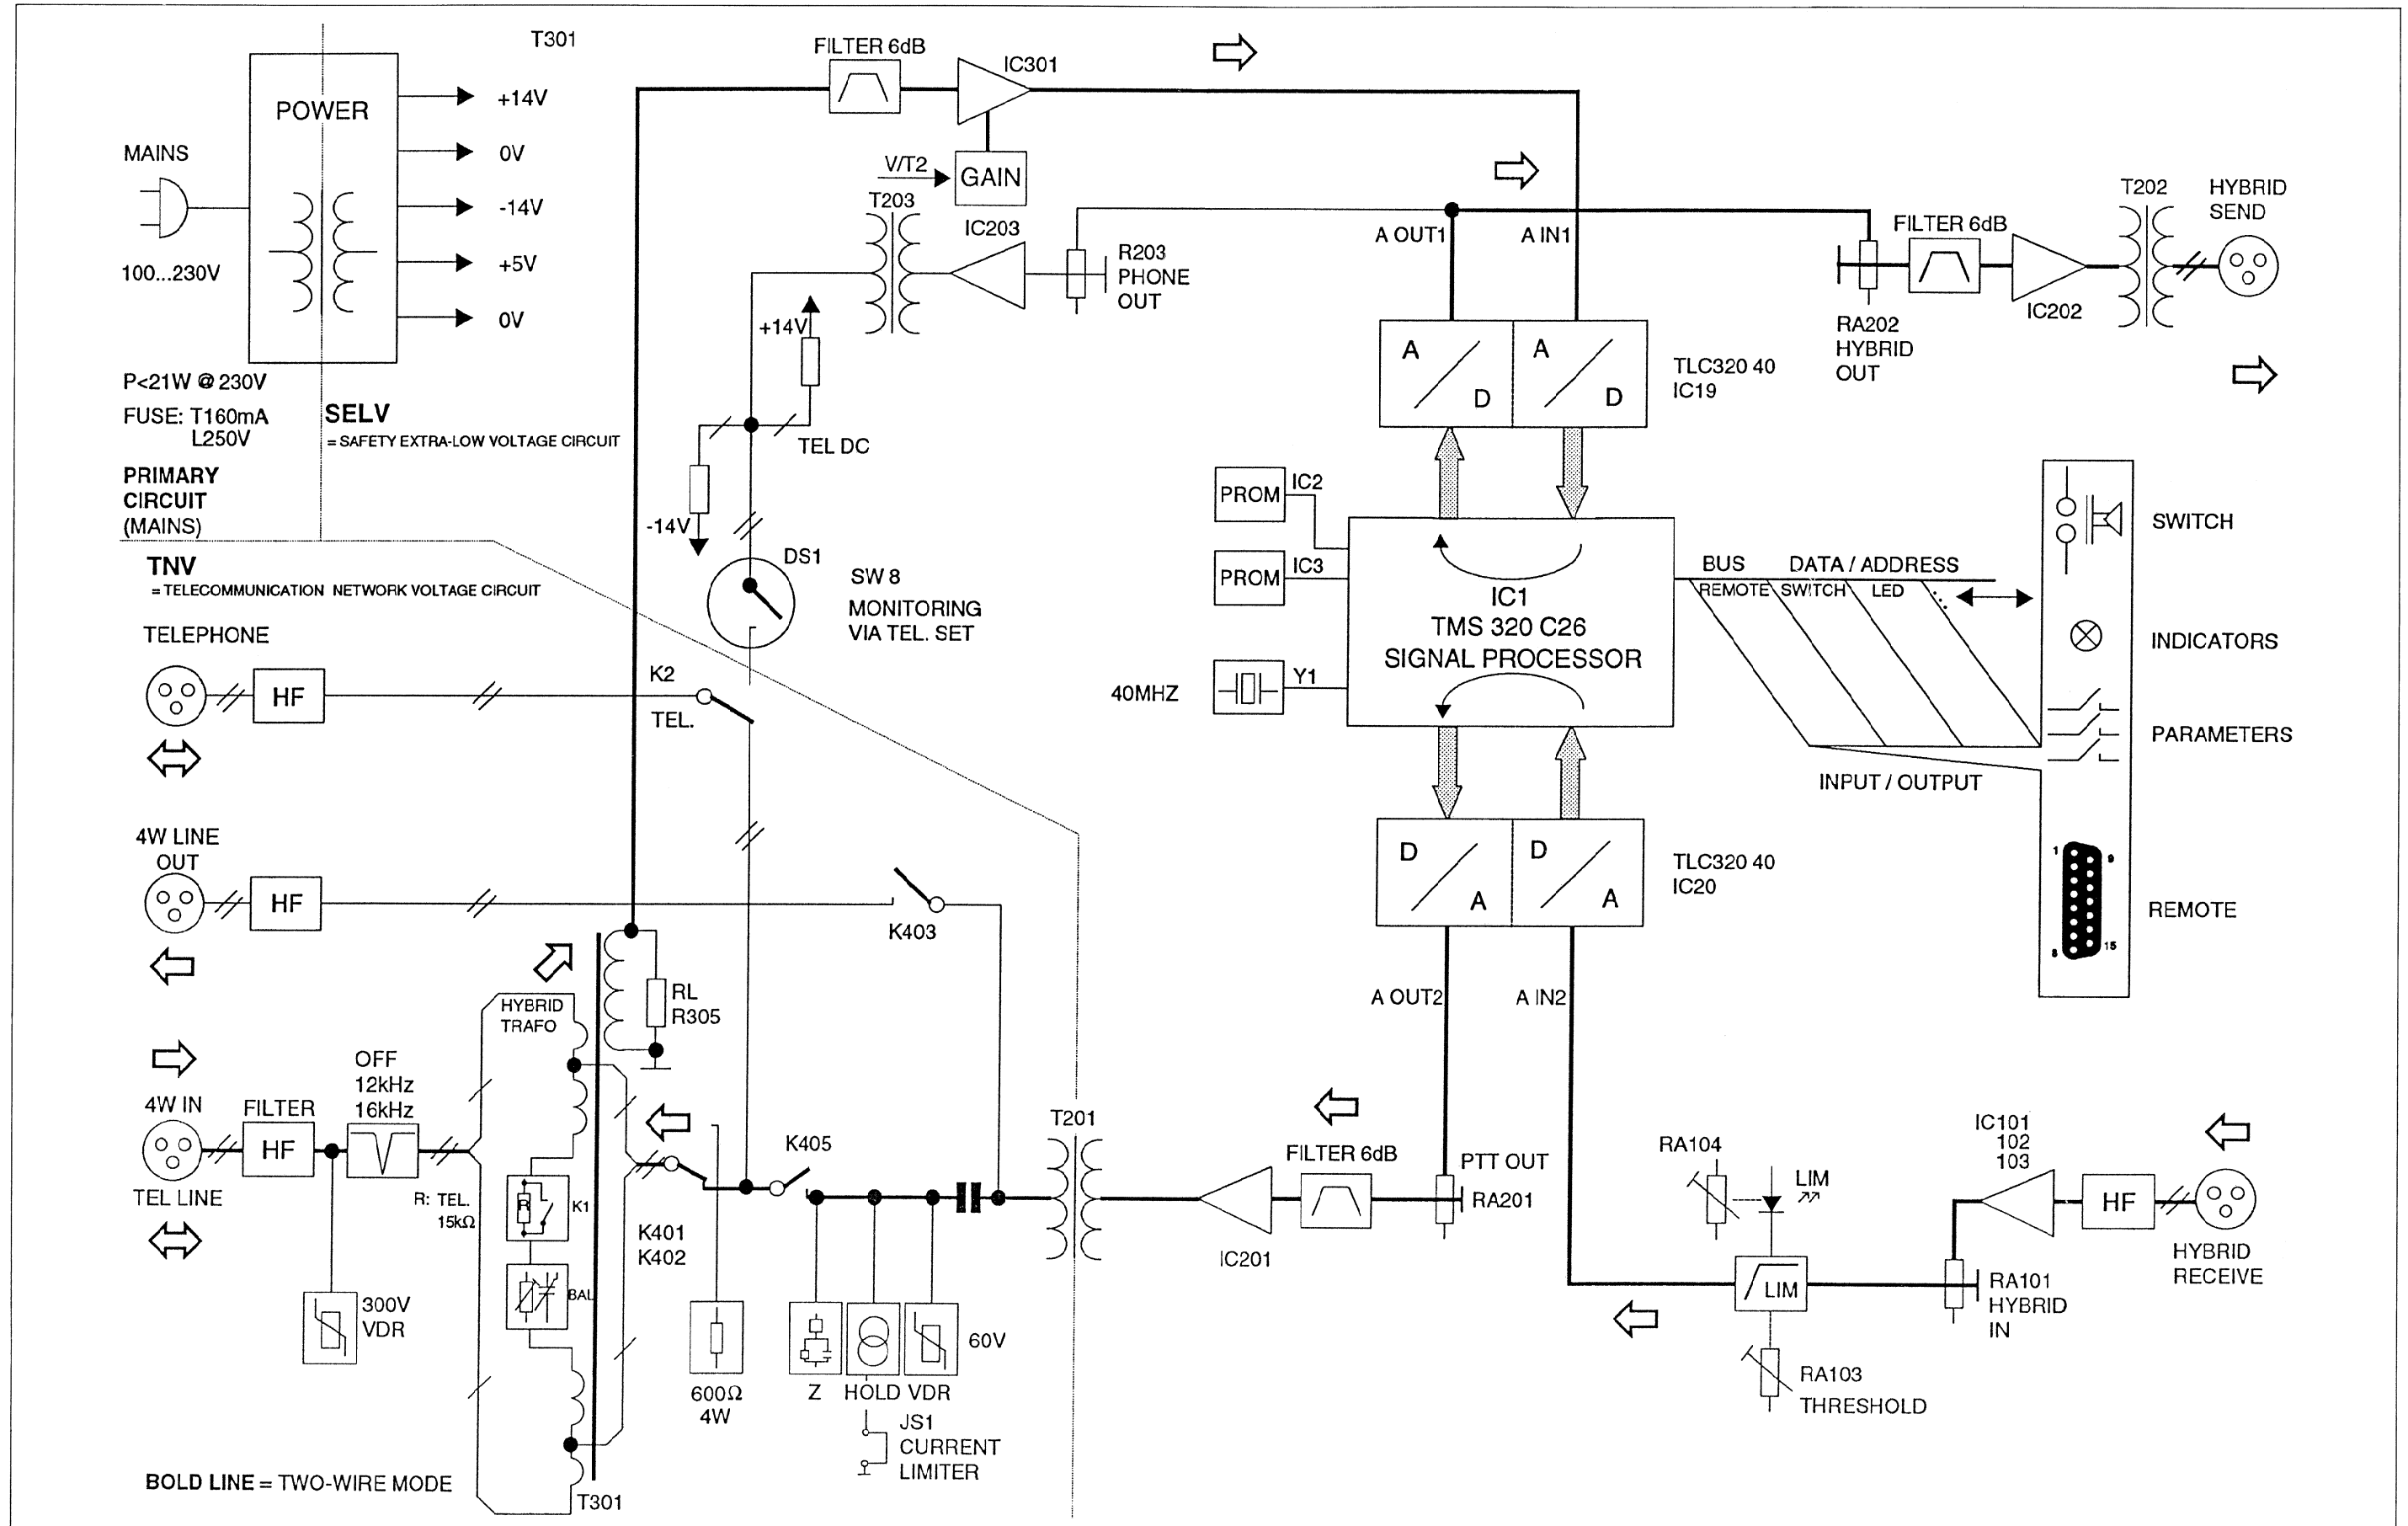 T301
POWER
+14V
0V
-14V
+5V
0V
MAINS
100...230V
P<21W @ 230V
FUSE: T160mA
L250V
SELV
= SAFETY EXTRA-LOW VOLTAGE CIRCUIT
PRIMARY
CIRCUIT
(MAINS)
TNV
= TELECOMMUNICATION NETWORK VOLTAGE CIRCUIT
FILTER 6dB
IC301
V/T2
GAIN
T203
IC203
R203
PHONE
OUT
+14V
TEL DC
-14V
DS1
SW 8
MONITORING
VIA TEL. SET
A OUT1
A IN1
T202
HYBRID
SEND
FILTER 6dB
IC202
RA202
HYBRID
OUT
A
D
A
D
TLC320 40
IC19
PROM
IC2
PROM
IC3
40MHZ
Y1
IC1
TMS 320 C26
SIGNAL PROCESSOR
BUS
DATA / ADDRESS
REMOTE
SWITCH
LED
INPUT / OUTPUT
SWITCH
INDICATORS
PARAMETERS
1
9
8
15
REMOTE
D
A
D
A
TLC320 40
IC20
A OUT2
A IN2
TELEPHONE
HF
K2
TEL.
4W LINE
OUT
HF
K403
HYBRID
TRAFO
RL
R305
4W IN
TEL LINE
FILTER
HF
OFF
12kHz
16kHz
R: TEL.
15kΩ
300V
VDR
R
K1
BAL
T301
K401
K402
K405
600Ω
4W
Z
HOLD
VDR
60V
JS1
CURRENT
LIMITER
T201
IC201
FILTER 6dB
PTT OUT
RA201
RA104
LIM
LIM
RA103
THRESHOLD
IC101
102
103
HF
HYBRID
RECEIVE
RA101
HYBRID
IN
BOLD LINE = TWO-WIRE MODE